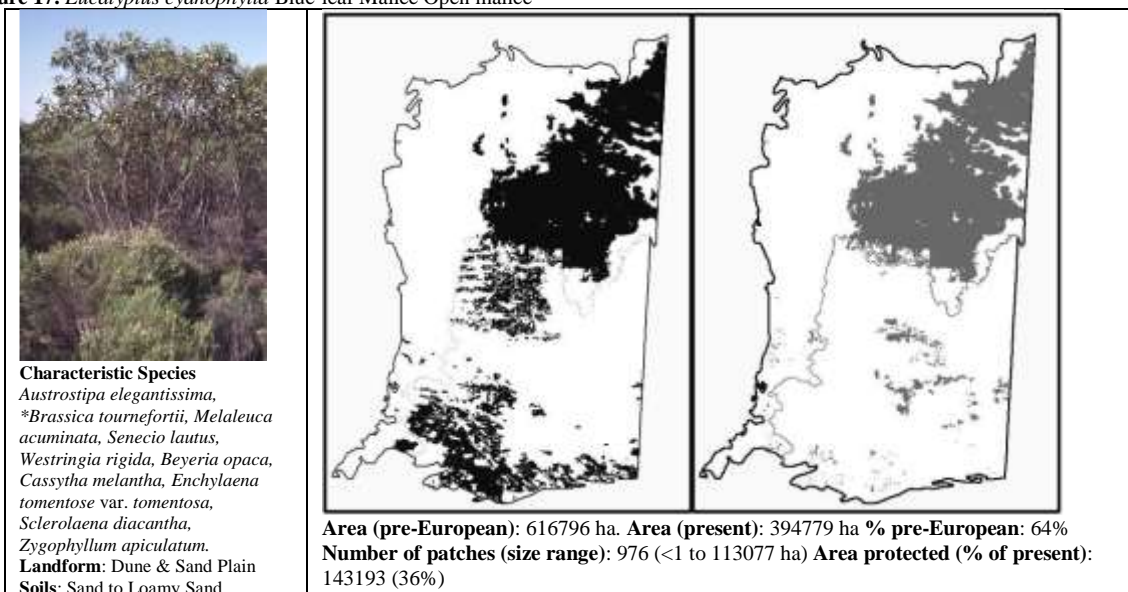 ure 17. Eucalyptus cyanophylla Blue-leaf Mallee Open mallee
Characteristic Species
Austrostipa elegantissima,
*Brassica tournefortii, Melaleuca
acuminata, Senecio lautus,
Westringia rigida, Beyeria opaca,
Cassytha melantha, Enchylaena
tomentose var. tomentosa,
Sclerolaena diacantha,
Zygophyllum apiculatum.
Landform: Dune & Sand Plain
Soils: Sand to Loamy Sand
Area (pre-European): 616796 ha. Area (present): 394779 ha % pre-European: 64%
Number of patches (size range): 976 (<1 to 113077 ha) Area protected (% of present):
143193 (36%)